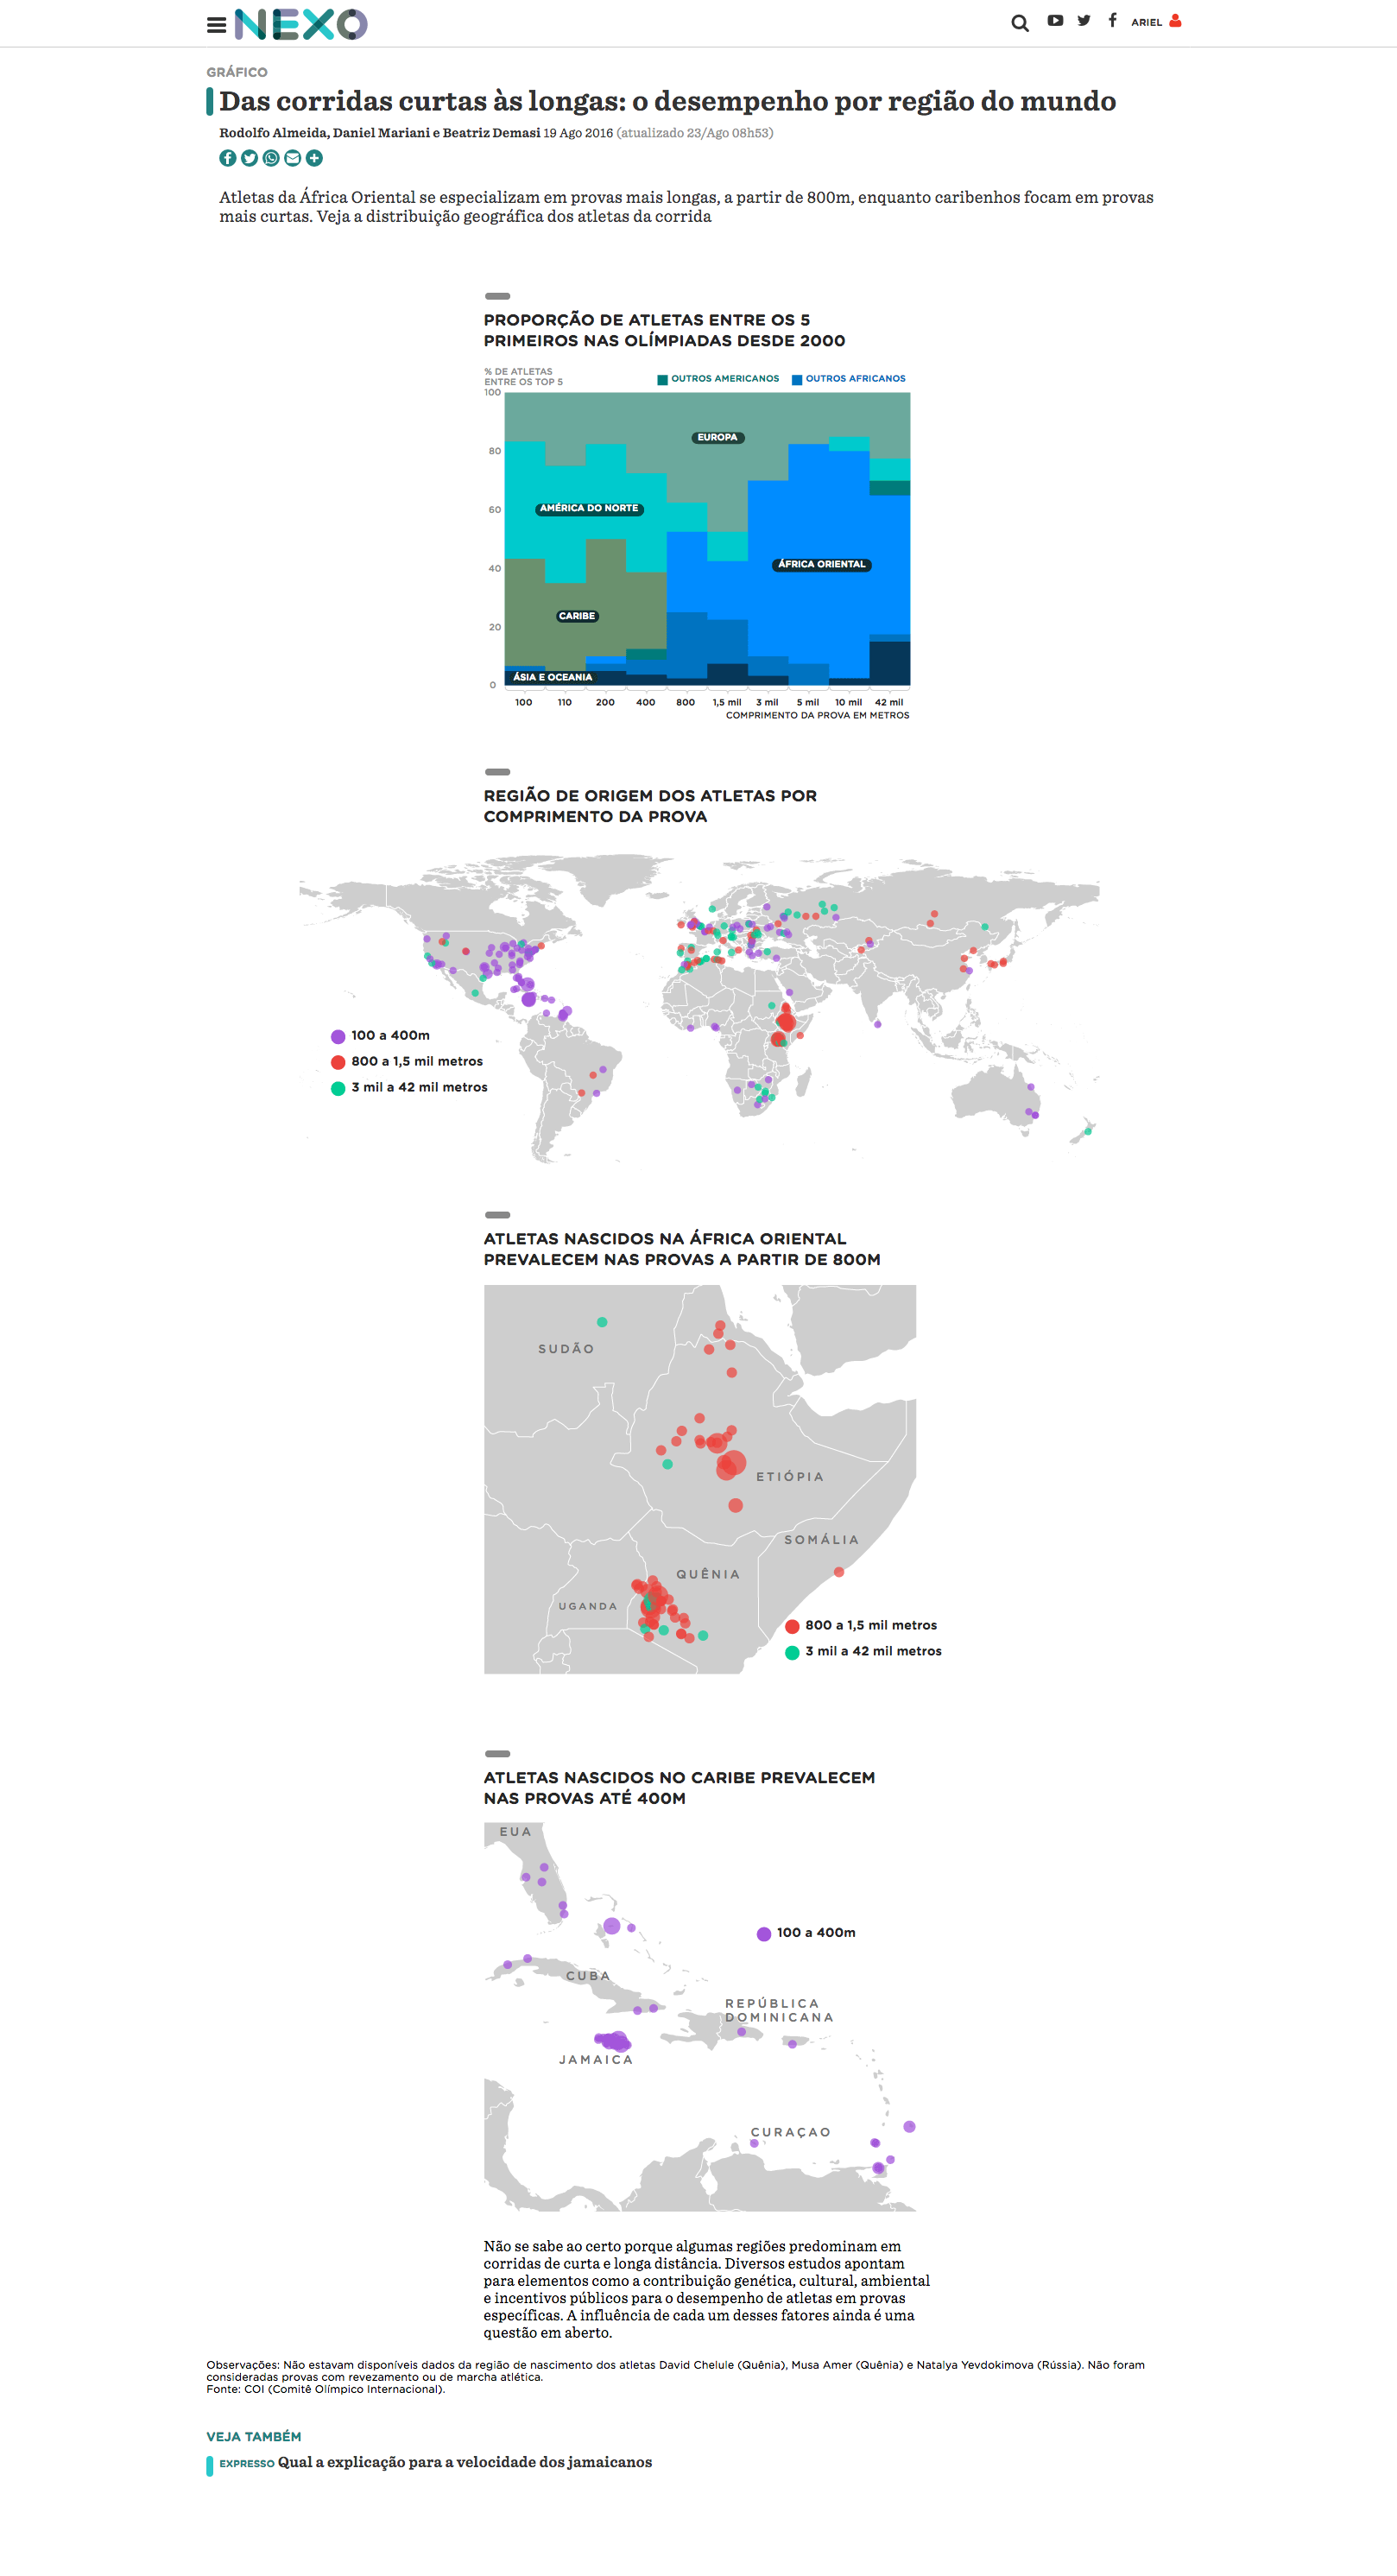 NEXO
ARIEL
GRÁFICO
Das corridas curtas às longas: o desempenho por região do mundo
Rodolfo Almeida, Daniel Mariani e Beatriz Demasi 19 Ago 2016 (atualizado 23/Ago 08h53)
Atletas da África Oriental se especializam em provas mais longas, a partir de 800m, enquanto caribenhos focam em provas
mais curtas. Veja a distribuição geográfica dos atletas da corrida
PROPORÇÃO DE ATLETAS ENTRE OS 5
PRIMEIROS NAS OLÍMPIADAS DESDE 2000
% DE ATLETAS
ENTRE OS TOP 5
OUTROS AMERICANOS
OUTROS AFRICANOS
100
EUROPA
80
AMÉRICA DO NORTE
60
ÁFRICA ORIENTAL
40
CARIBE
20
ÁSIA E OCEANIA
0
100 110 200 400 800 1,5 mil 3 mil 5 mil 10 mil 42 mil
COMPRIMENTO DA PROVA EM METROS
REGIÃO DE ORIGEM DOS ATLETAS POR
COMPRIMENTO DA PROVA
100 a 400m
800 a 1,5 mil metros
3 mil a 42 mil metros
ATLETAS NASCIDOS NA ÁFRICA ORIENTAL
PREVALECEM NAS PROVAS A PARTIR DE 800M
SUDÃO
ETIÓPIA
SOMÁLIA
QUÊNIA
UGANDA
800 a 1,5 mil metros
3 mil a 42 mil metros
ATLETAS NASCIDOS NO CARIBE PREVALECEM
NAS PROVAS ATÉ 400M
EUA
100 a 400m
CUBA
REPÚBLICA
DOMINICANA
JAMAICA
CURAÇAO
Não se sabe ao certo porque algumas regiões predominam em
corridas de curta e longa distância. Diversos estudos apontam
para elementos como a contribuição genética, cultural, ambiental
e incentivos públicos para o desempenho de atletas em provas
específicas. A influência de cada um desses fatores ainda é uma
questão em aberto.
Observações: Não estavam disponíveis dados da região de nascimento dos atletas David Chelule (Quênia), Musa Amer (Quênia) e Natalya Yevdokimova (Rússia). Não foram
consideradas provas com revezamento ou de marcha atlética.
Fonte: COI (Comitê Olímpico Internacional).
VEJA TAMBÉM
EXPRESSO Qual a explicação para a velocidade dos jamaicanos